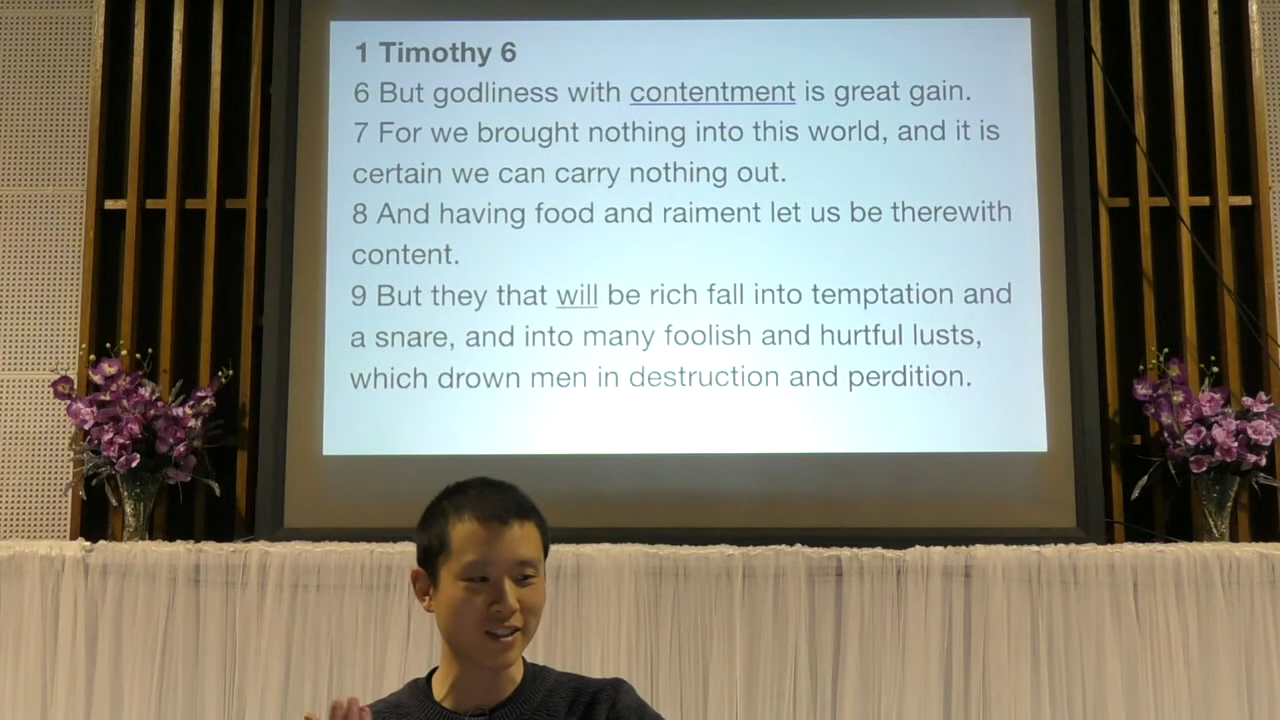 1 Timothy 6
6 But godliness with contentment is great gain.
7 For we brought nothing into this world, and it is
certain we can carry nothing out.
8 And having food and raiment let us be therewith
content.
9 But they that will be rich fall into temptation and
a snare, and into many foolish and hurtful lusts,
which drown men in destruction and perdition.